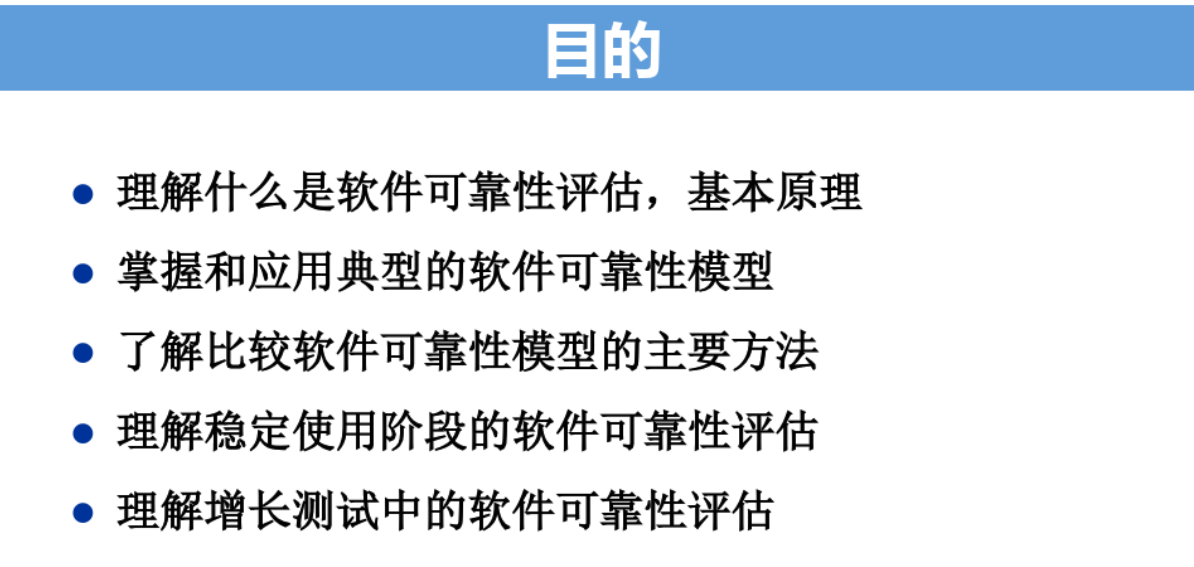 目的
● 理解什么是软件可靠性评估，基本原理
● 掌握和应用典型的软件可靠性模型
● 了解比较软件可靠性模型的主要方法
● 理解稳定使用阶段的软件可靠性评估
● 理解增长测试中的软件可靠性评估